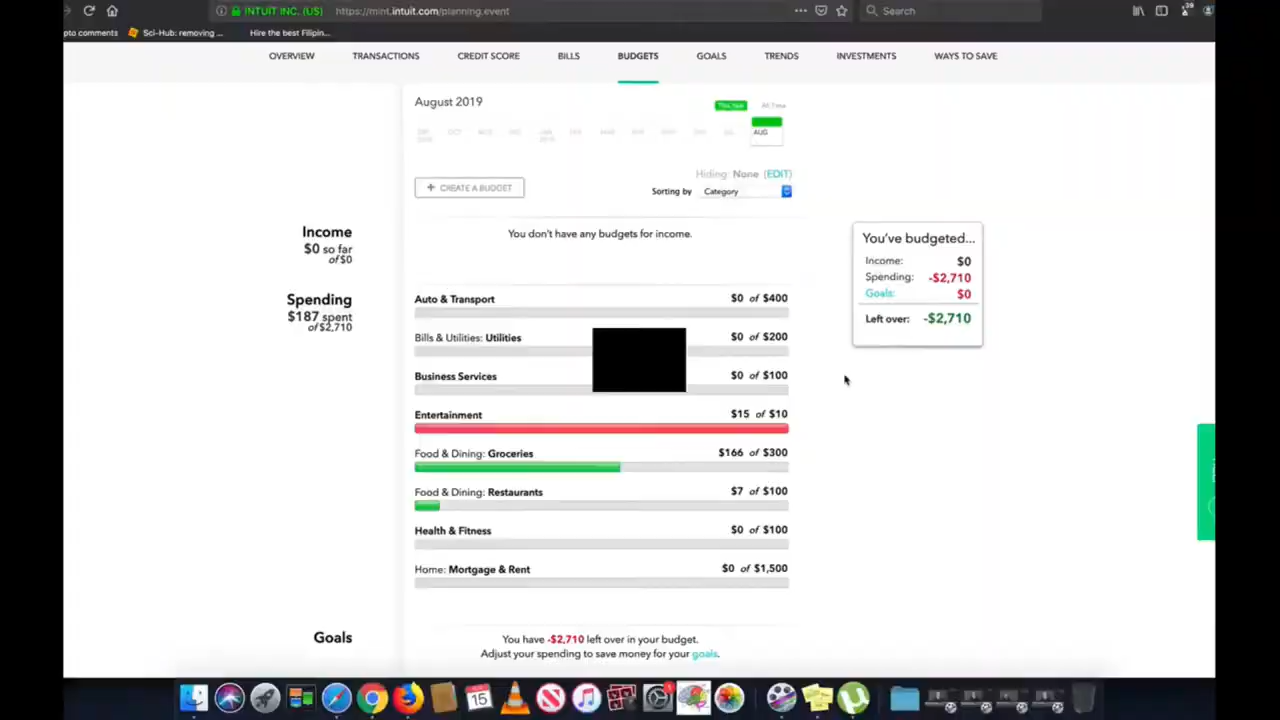 INTUIT INC. (US) https://mint.intuit.com/planning.event Search
pto comments Sci-Hub: removing ... Hire the best Filipin...
OVERVIEW TRANSACTIONS CREDIT SCORE BILLS BUDGETS GOALS TRENDS INVESTMENTS WAYS TO SAVE
August 2019
AUG
Hiding: None (EDIT)
+ CREATE A BUDGET
Sorting by Category
Income
$0 so far
of $0
You don't have any budgets for income.
You've budgeted...
Income: $0
Spending: -$2,710
Goals: $0
Left over: -$2,710
Spending
$187 spent
of $2,710
Auto & Transport $0 of $400
Bills & Utilities: Utilities $0 of $200
Business Services $0 of $100
Entertainment $15 of $10
Food & Dining: Groceries $166 of $300
Food & Dining: Restaurants $7 of $100
Health & Fitness $0 of $100
Home: Mortgage & Rent $0 of $1,500
Goals
You have -$2,710 left over in your budget.
Adjust your spending to save money for your goals.
15